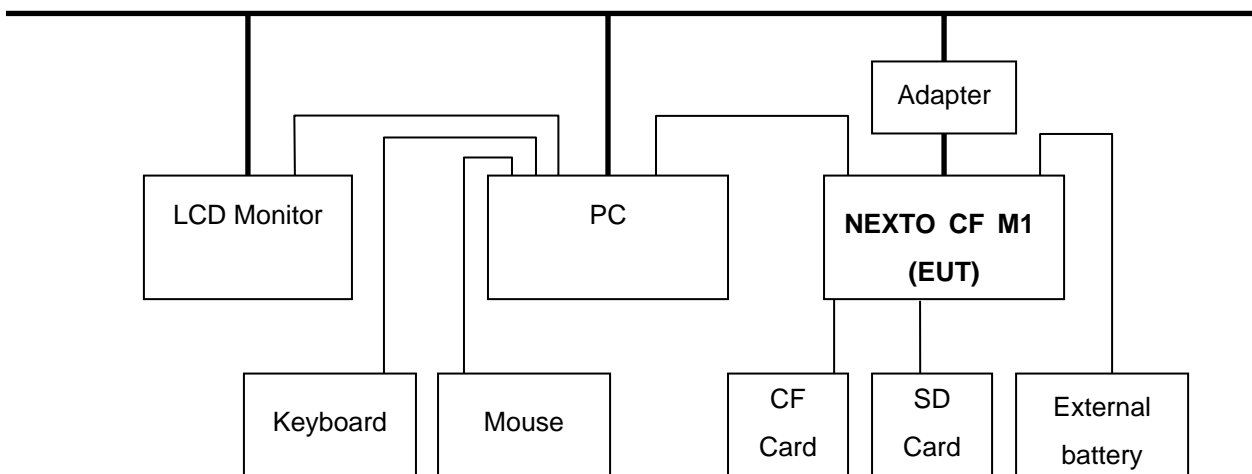 Adapter
LCD Monitor
PC
NEXTO CF M1
(EUT)
Keyboard
Mouse
CF
Card
SD
Card
External
battery